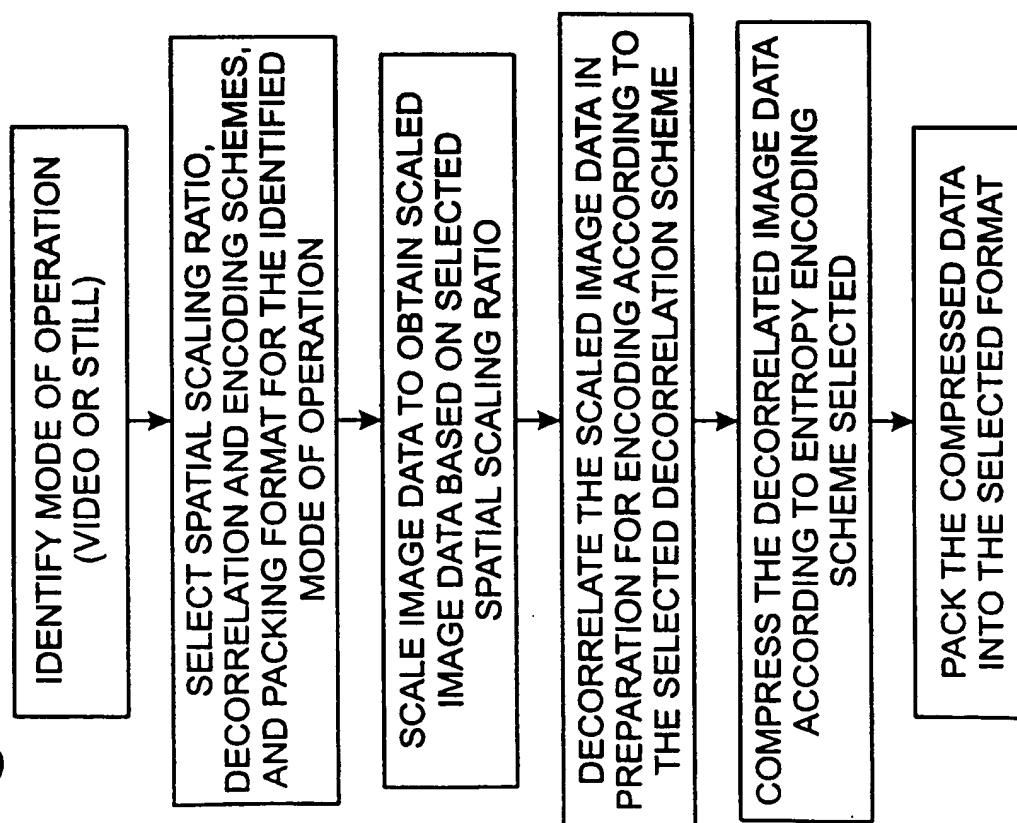 IDENTIFY MODE OF OPERATION
(VIDEO OR STILL)
SELECT SPATIAL SCALING RATIO,
DECORRELATION AND ENCODING SCHEMES,
AND PACKING FORMAT FOR THE IDENTIFIED
MODE OF OPERATION
SCALE IMAGE DATA TO OBTAIN SCALED
IMAGE DATA BASED ON SELECTED
SPATIAL SCALING RATIO
DECORRELATE THE SCALED IMAGE DATA IN
PREPARATION FOR ENCODING ACCORDING TO
THE SELECTED DECORRELATION SCHEME
COMPRESS THE DECORRELATED IMAGE DATA
ACCORDING TO ENTROPY ENCODING
SCHEME SELECTED
PACK THE COMPRESSED DATA
INTO THE SELECTED FORMAT